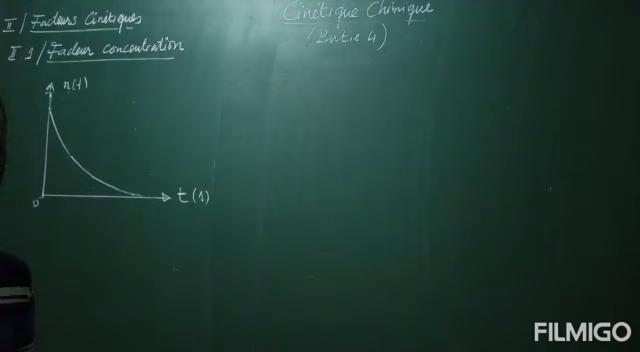 II / Facteurs Cinétiques
II 1 / Facteur concentration
Cinétique Chimique
(Partie 4)
n(t)
0
t (s)
FILMIGO